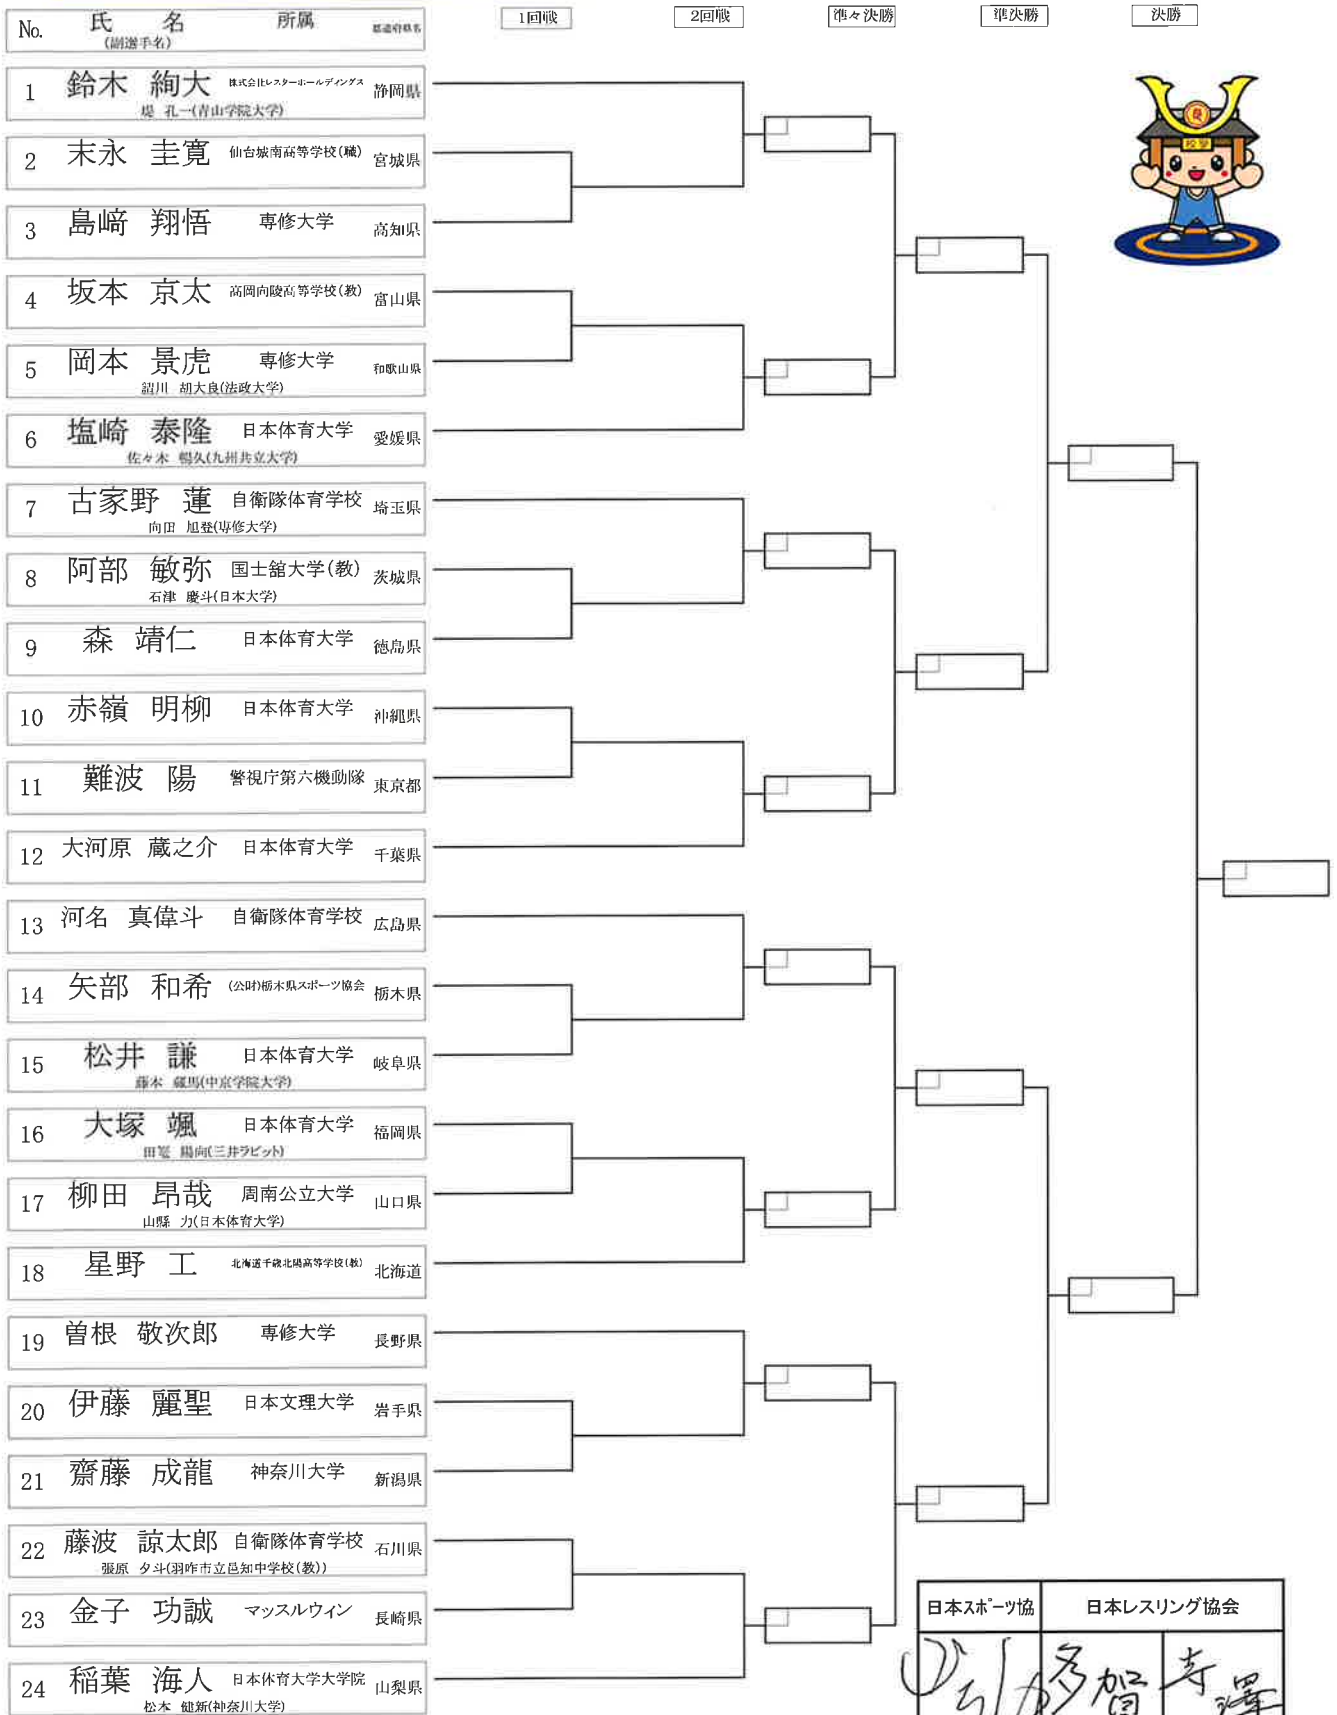 No. 氏 名 所属 都道府県名
(副選手名)
1回戦 2回戦 準々決勝 準決勝 決勝
1 鈴木 絢大 株式会社レスターホールディングス 静岡県
堤 孔一(青山学院大学)
2 末永 圭寛 仙台城南高等学校(職) 宮城県
3 島﨑 翔悟 専修大学 高知県
4 坂本 京太 高岡向陵高等学校(教) 富山県
5 岡本 景虎 専修大学 和歌山県
詔川 胡大良(法政大学)
6 塩崎 泰隆 日本体育大学 愛媛県
佐々木 暢久(九州共立大学)
7 古家野 蓮 自衛隊体育学校 埼玉県
向田 旭登(専修大学)
8 阿部 敏弥 国士舘大学(教) 茨城県
石津 慶斗(日本大学)
9 森 靖仁 日本体育大学 徳島県
10 赤嶺 明柳 日本体育大学 沖縄県
11 難波 陽 警視庁第六機動隊 東京都
12 大河原 蔵之介 日本体育大学 千葉県
13 河名 真偉斗 自衛隊体育学校 広島県
14 矢部 和希 (公財)栃木県スポーツ協会 栃木県
15 松井 謙 日本体育大学 岐阜県
藤本 蔵馬(中京学院大学)
16 大塚 颯 日本体育大学 福岡県
陽向(三井ラビット)
17 柳田 昂哉 周南公立大学 山口県
山縣 力(日本体育大学)
18 星野 工 北海道千歳北陽高等学校(教) 北海道
19 曽根 敬次郎 専修大学 長野県
20 伊藤 麗聖 日本文理大学 岩手県
21 齋藤 成龍 神奈川大学 新潟県
22 藤波 諒太郎 自衛隊体育学校 石川県
張原 夕斗(羽咋市立邑知中学校(教))
23 金子 功誠 マッスルウィン 長崎県
24 稲葉 海人 日本体育大学大学院 山梨県
松本 健新(神奈川大学)
日本スポーツ協 日本レスリング協会
多賀 寺澤